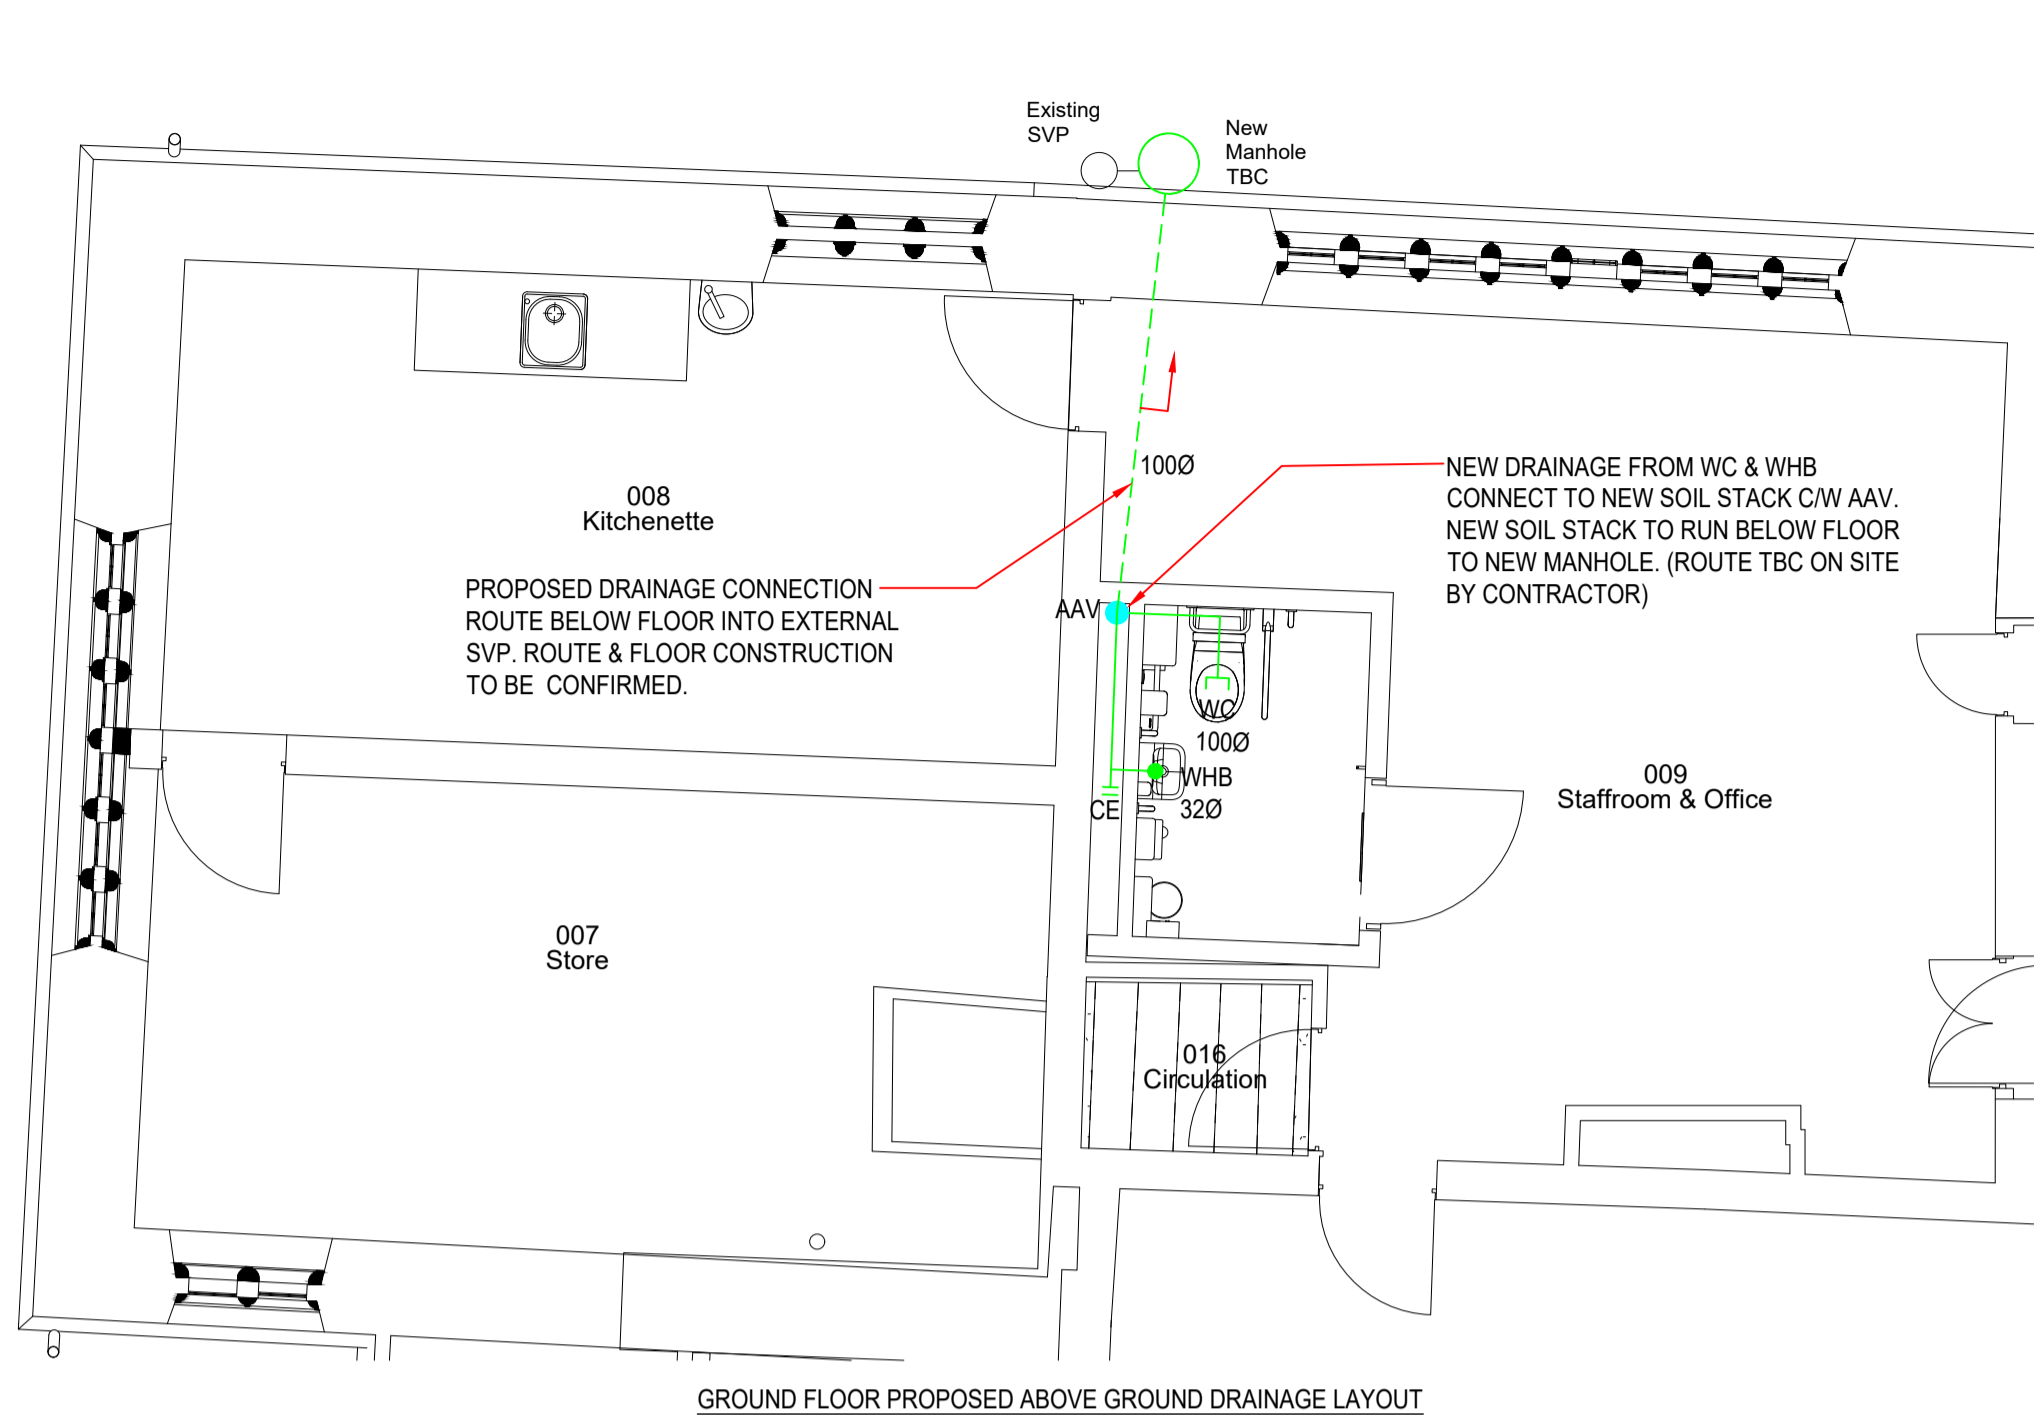 Existing
SVP
New
Manhole
TBC
100Ø
NEW DRAINAGE FROM WC & WHB
CONNECT TO NEW SOIL STACK C/W AAV.
NEW SOIL STACK TO RUN BELOW FLOOR
TO NEW MANHOLE. (ROUTE TBC ON SITE
BY CONTRACTOR)
008
Kitchenette
PROPOSED DRAINAGE CONNECTION
ROUTE BELOW FLOOR INTO EXTERNAL
SVP. ROUTE & FLOOR CONSTRUCTION
TO BE CONFIRMED.
AAV
WC
100Ø
WHB
32Ø
CE
009
Staffroom & Office
007
Store
016
Circulation
GROUND FLOOR PROPOSED ABOVE GROUND DRAINAGE LAYOUT